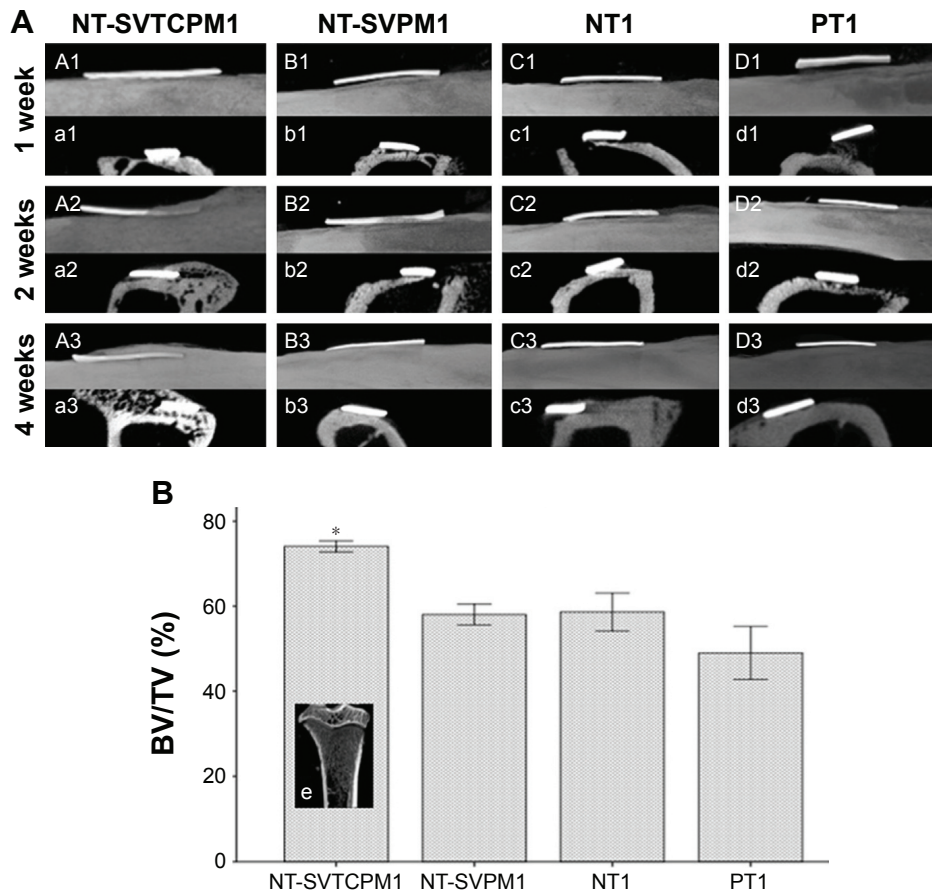 A
NT-SVTCPM1 NT-SVPM1 NT1 PT1
1 week
A1 B1 C1 D1
a1 b1 c1 d1
2 weeks
A2 B2 C2 D2
a2 b2 c2 d2
4 weeks
A3 B3 C3 D3
a3 b3 c3 d3
B
BV/TV (%)
80
60
40
20
0
*
e
NT-SVTCPM1 NT-SVPM1 NT1 PT1